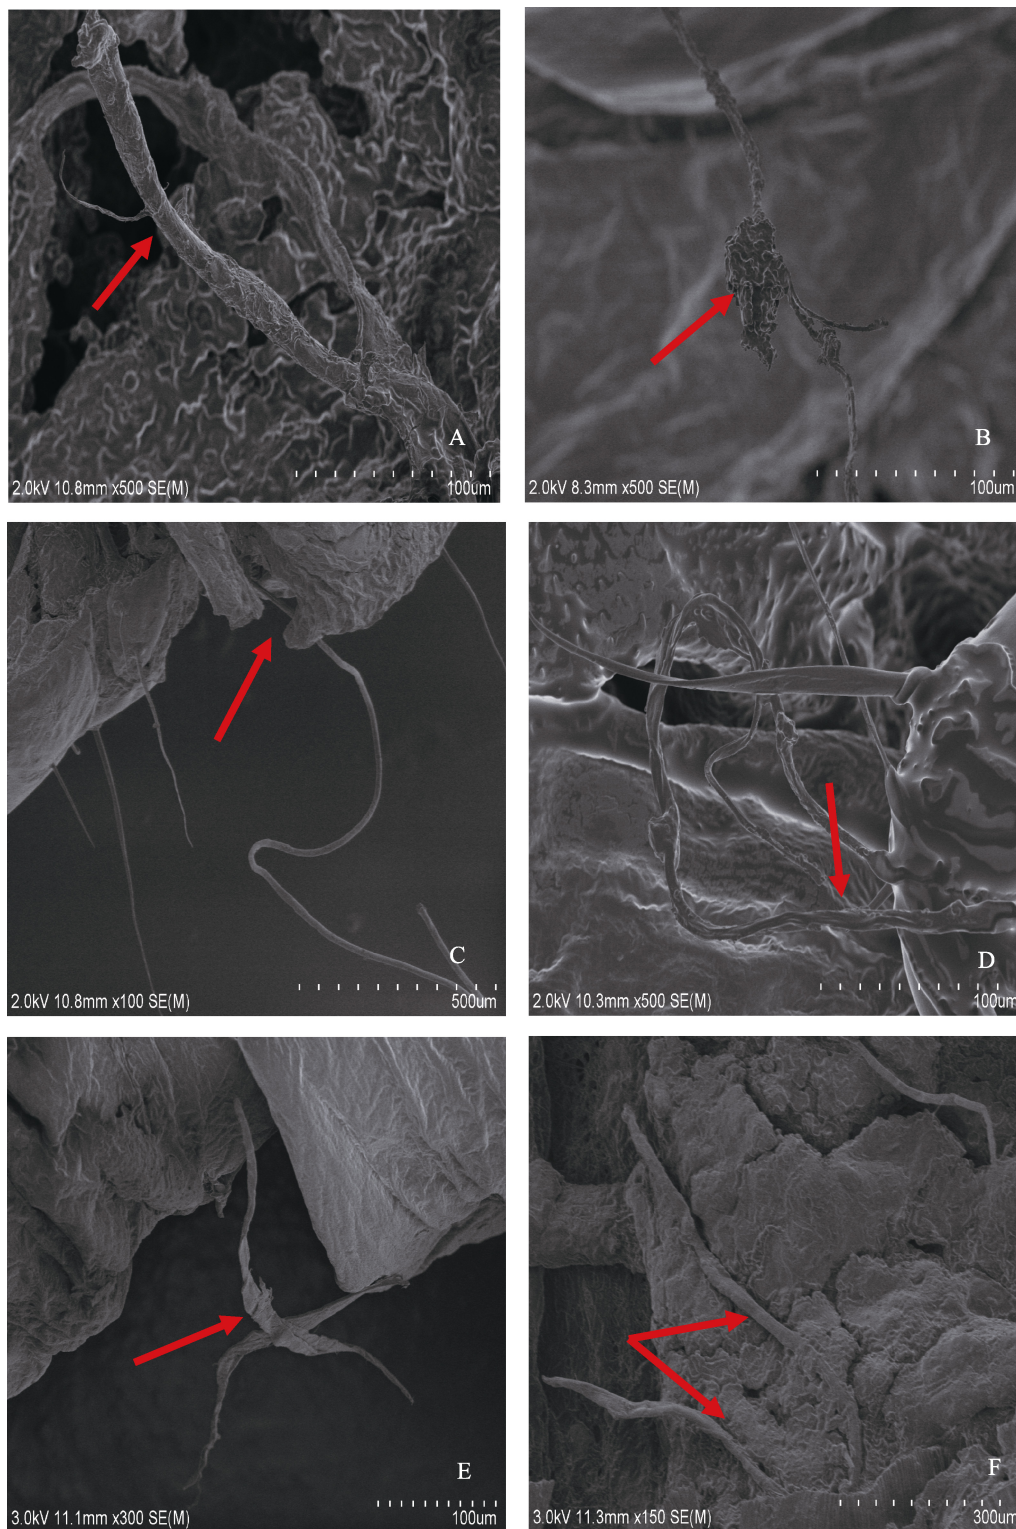 A
2.0kV 10.8mm x500 SE(M)
100um
B
2.0kV 8.3mm x500 SE(M)
100um
C
2.0kV 10.8mm x100 SE(M)
500um
D
2.0kV 10.3mm x500 SE(M)
100um
E
3.0kV 11.1mm x300 SE(M)
100um
F
3.0kV 11.3mm x150 SE(M)
300um